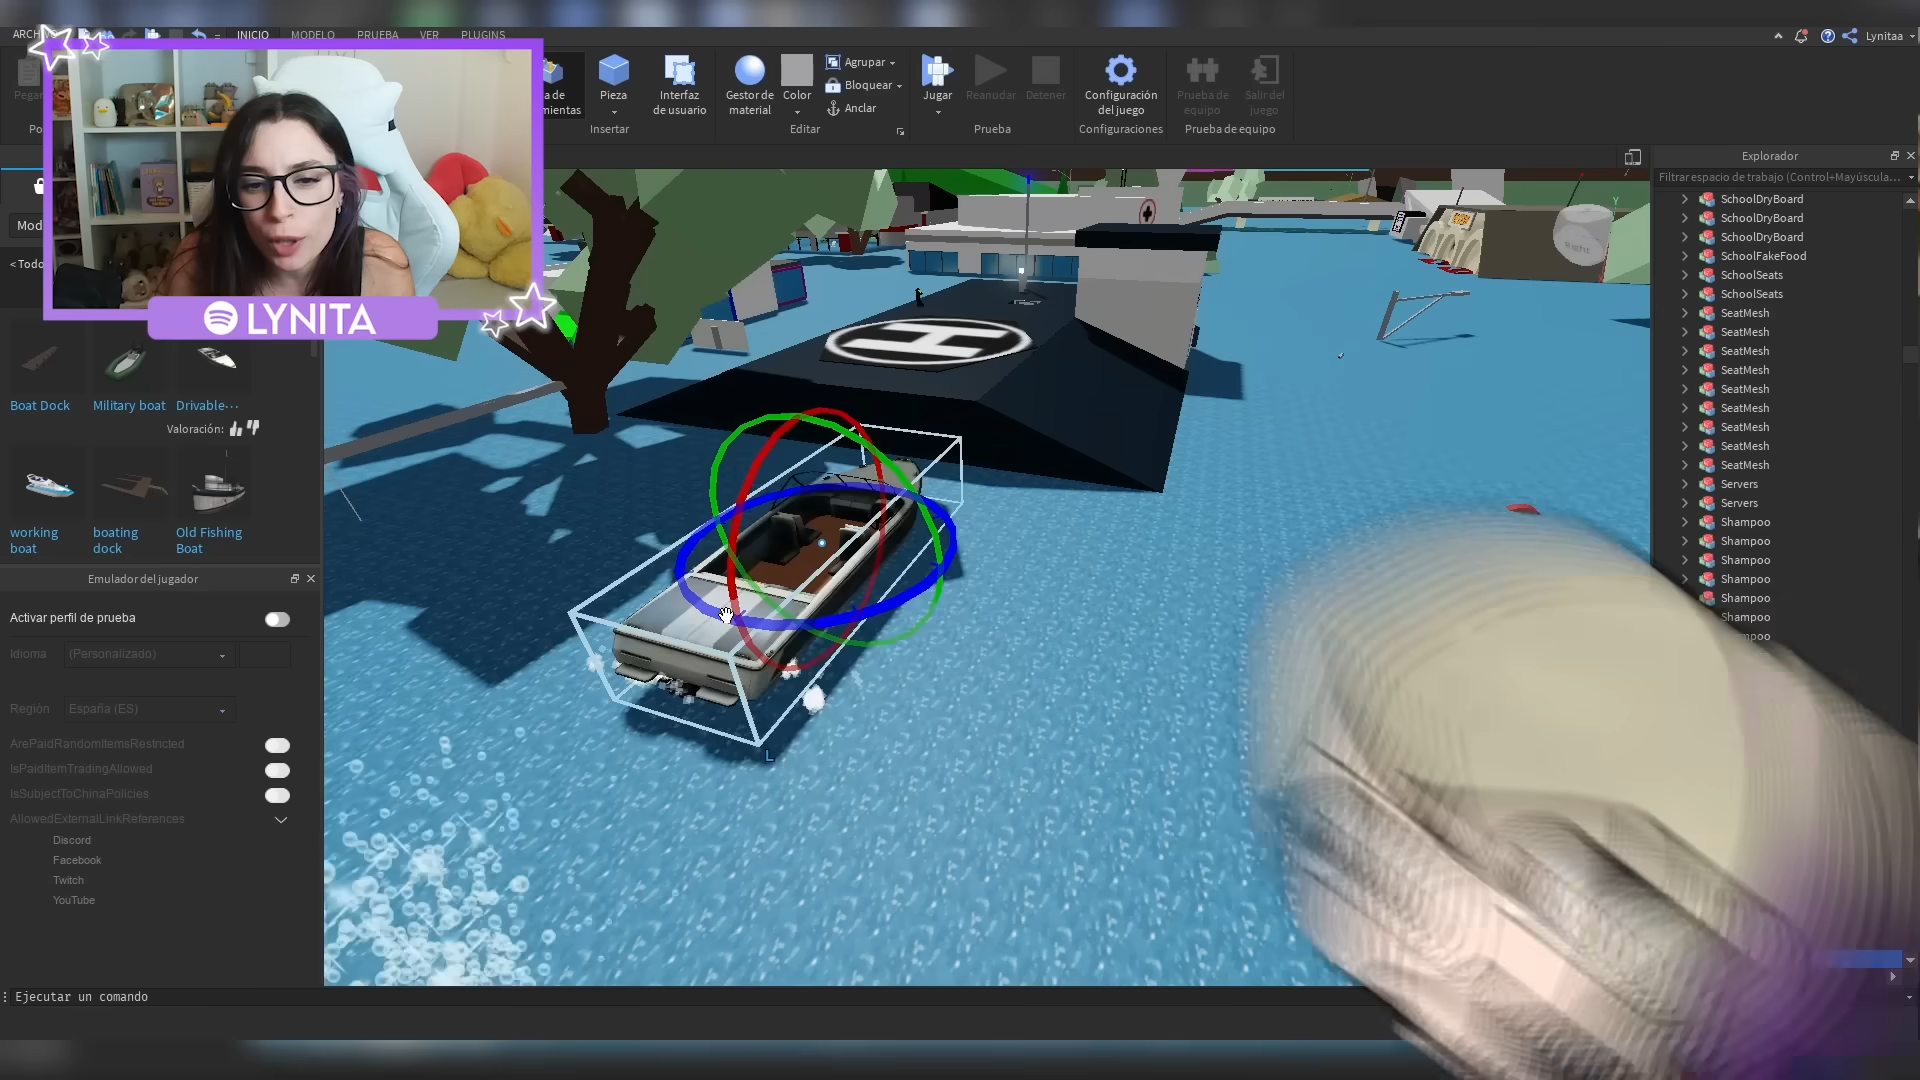 INICIO
MODELO
PRUEBA
VER
PLUGINS
Lynitaa
Pieza
Interfaz
de usuario
Insertar
Gestor de
material
Color
Agrupar
Bloquear
Anclar
Editar
Jugar
Reanudar
Detener
Prueba
Configuración
del juego
Configuraciones
Prueba de
equipo
Salir del
juego
Prueba de equipo
LYNITA
H
Right
Y
L
Boat Dock
Military boat
Drivable...
Valoración:
working
boat
boating
dock
Old Fishing
Boat
Emulador del jugador
Activar perfil de prueba
Idioma
(Personalizado)
Región
España (ES)
ArePaidRandomItemsRestricted
IsPaidItemTradingAllowed
IsSubjectToChinaPolicies
AllowedExternalLinkReferences
Discord
Facebook
Twitch
YouTube
Ejecutar un comando
Explorador
Filtrar espacio de trabajo (Control+Mayúscula...
SchoolDryBoard
SchoolDryBoard
SchoolDryBoard
SchoolFakeFood
SchoolSeats
SchoolSeats
SeatMesh
SeatMesh
SeatMesh
SeatMesh
SeatMesh
SeatMesh
SeatMesh
SeatMesh
SeatMesh
Servers
Servers
Shampoo
Shampoo
Shampoo
Shampoo
Shampoo
Shampoo